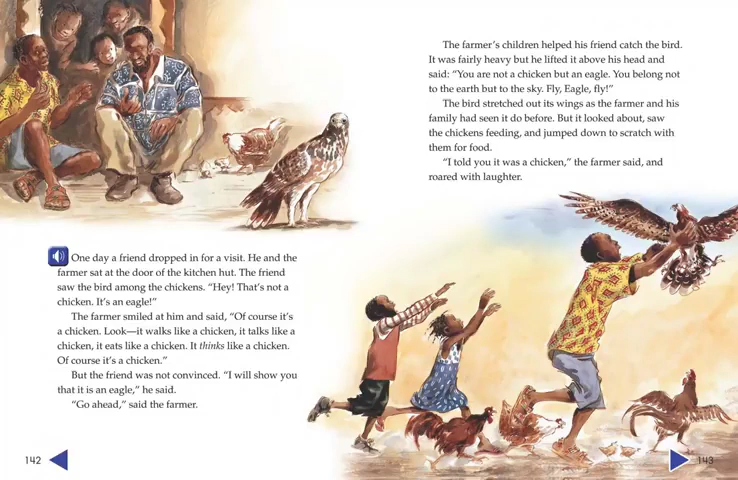 One day a friend dropped in for a visit. He and the
farmer sat at the door of the kitchen hut. The friend
saw the bird among the chickens. “Hey! That’s not a
chicken. It’s an eagle!”
The farmer smiled at him and said, “Of course it’s
a chicken. Look—it walks like a chicken, it talks like a
chicken, it eats like a chicken. It thinks like a chicken.
Of course it’s a chicken.”
But the friend was not convinced. “I will show you
that it is an eagle,” he said.
“Go ahead,” said the farmer.
142
The farmer’s children helped his friend catch the bird.
It was fairly heavy but he lifted it above his head and
said: “You are not a chicken but an eagle. You belong not
to the earth but to the sky. Fly, Eagle, fly!”
The bird stretched out its wings as the farmer and his
family had seen it do before. But it looked about, saw
the chickens feeding, and jumped down to scratch with
them for food.
“I told you it was a chicken,” the farmer said, and
roared with laughter.
143